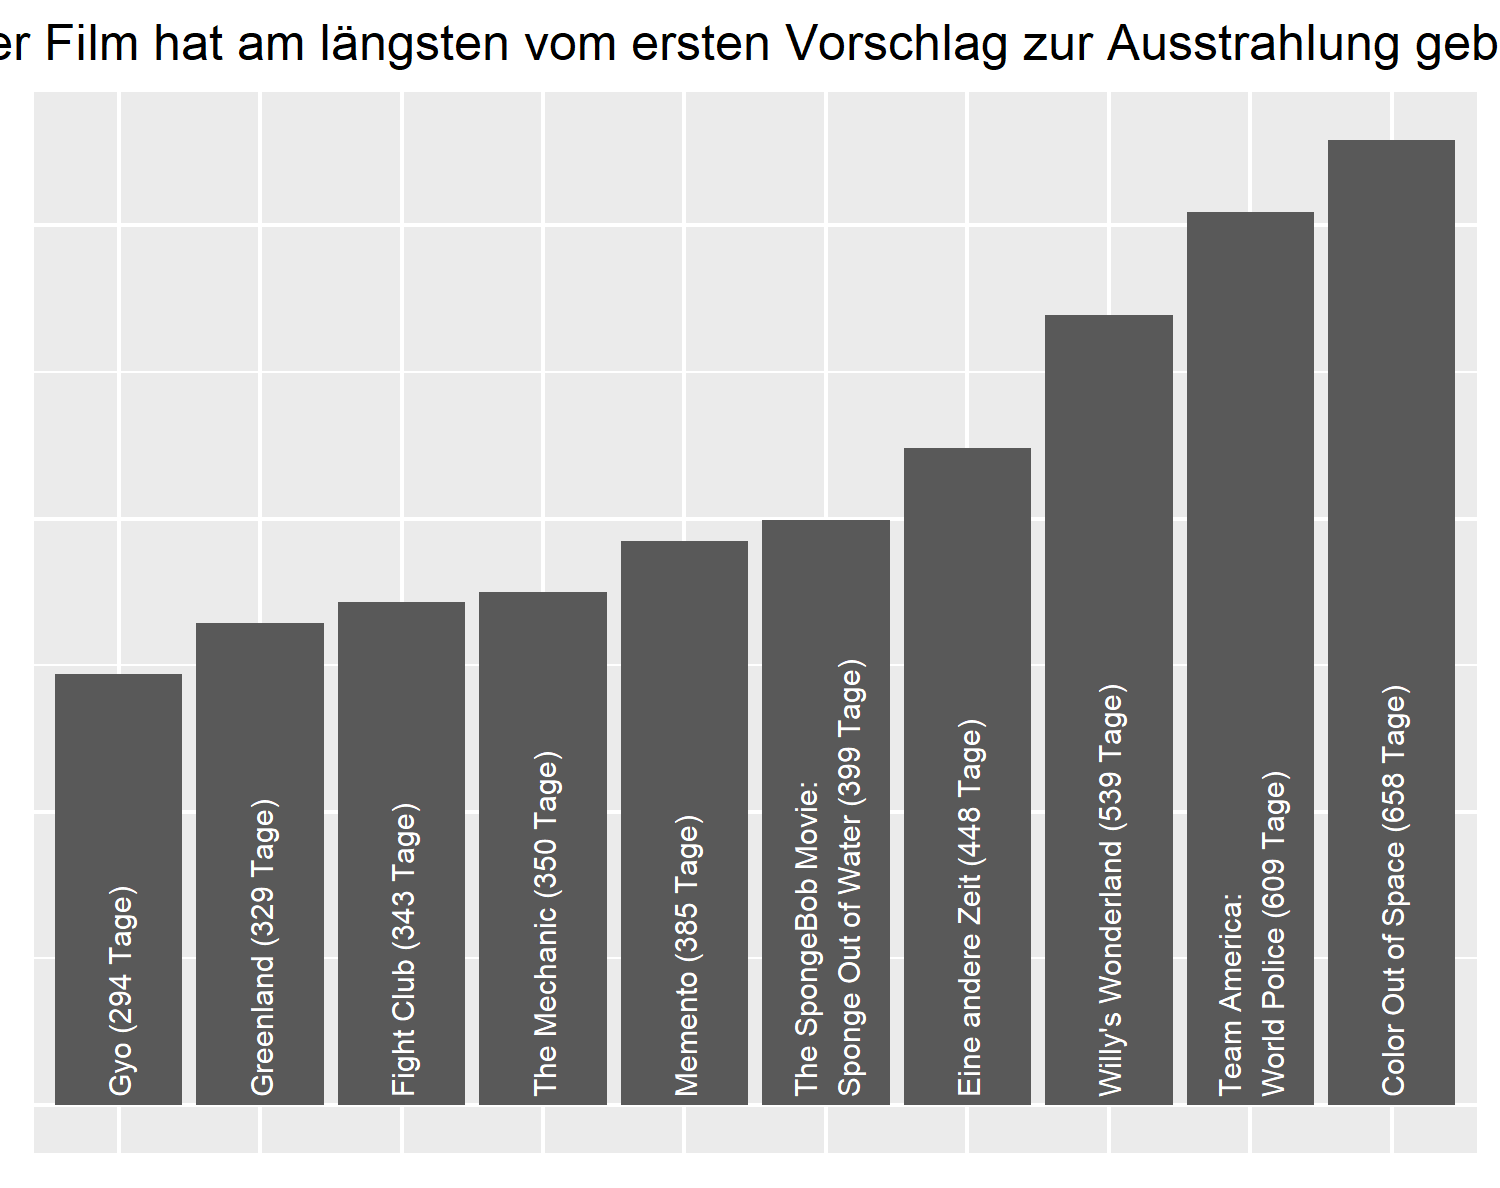 er Film hat am längsten vom ersten Vorschlag zur Ausstrahlung geb
Gyo (294 Tage)
Greenland (329 Tage)
Fight Club (343 Tage)
The Mechanic (350 Tage)
Memento (385 Tage)
The SpongeBob Movie:
Sponge Out of Water (399 Tage)
Eine andere Zeit (448 Tage)
Willy's Wonderland (539 Tage)
Team America:
World Police (609 Tage)
Color Out of Space (658 Tage)